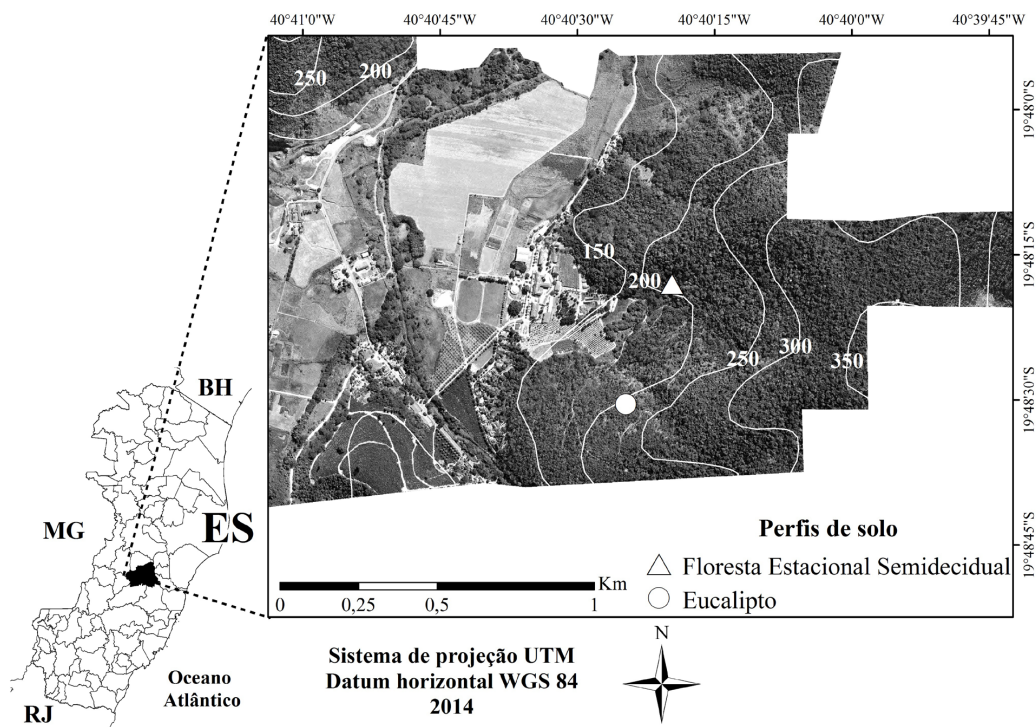 40°41'0"W 40°40'45"W 40°40'30"W 40°40'15"W 40°40'0"W 40°39'45"W
250
200
19°48'0"S
150
19°48'15"S
200
250
300
350
19°48'30"S
BH
MG
ES
19°48'45"S
Perfis de solo
Floresta Estacional Semidecidual
Eucalipto
Km
0 0,25 0,5 1
N
Sistema de projeção UTM
Datum horizontal WGS 84
2014
Oceano
Atlântico
RJ